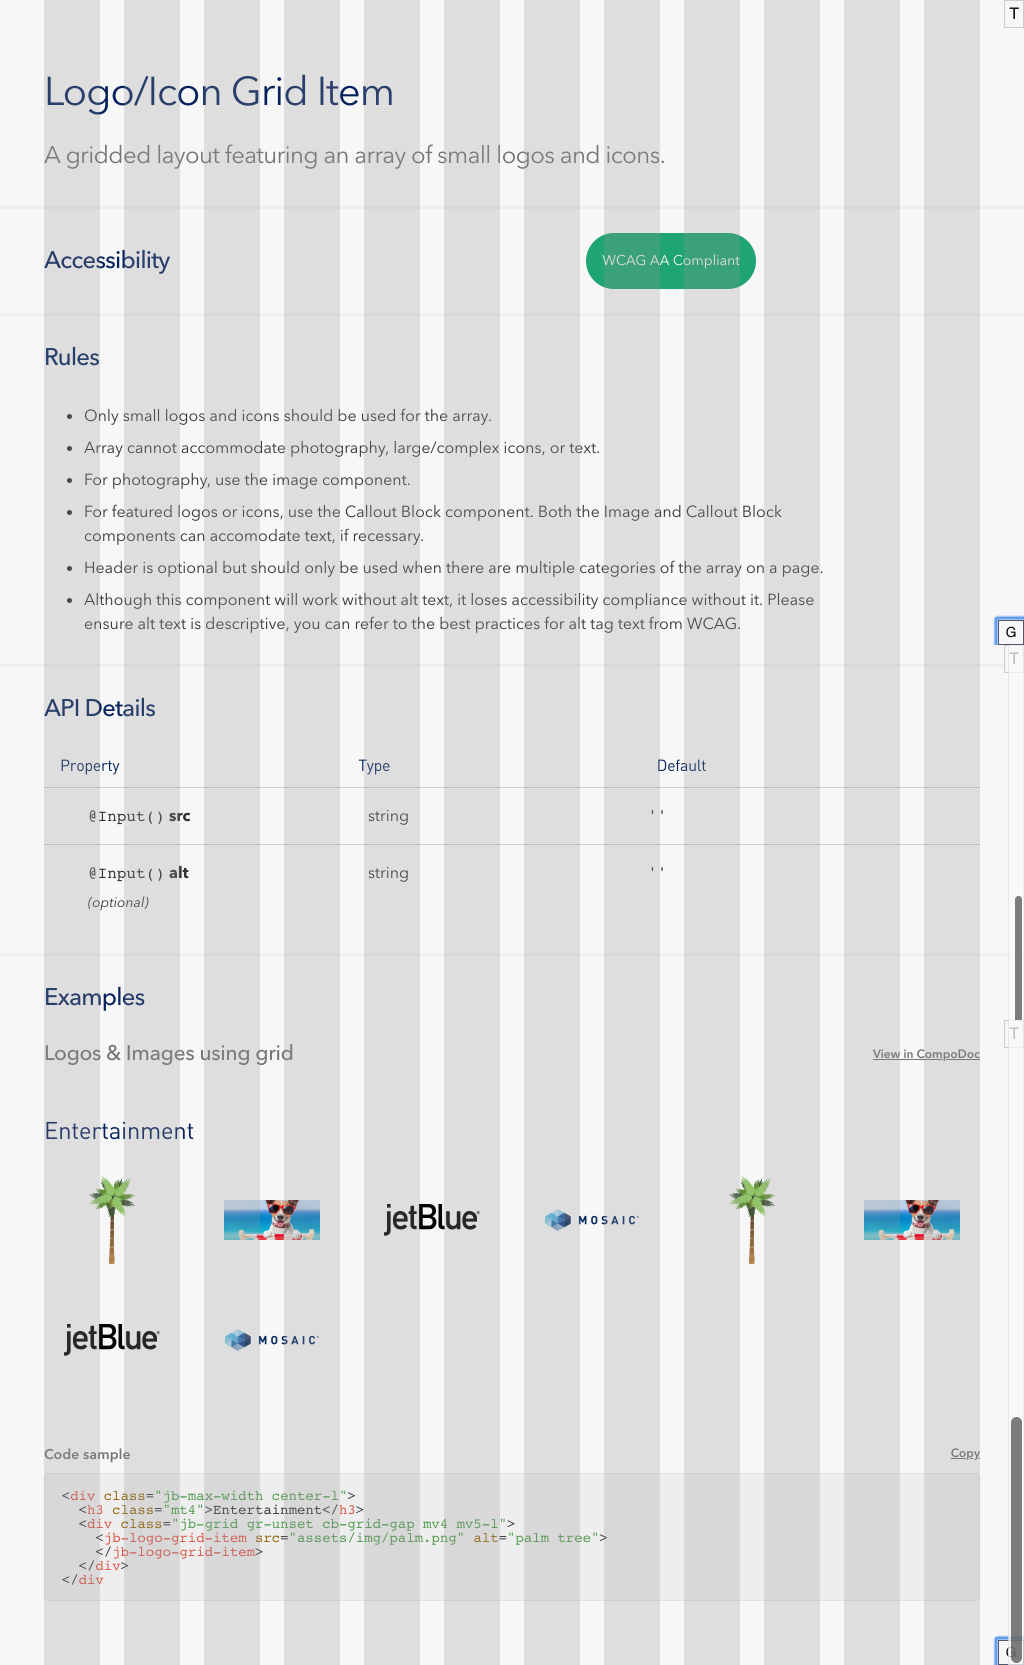 T
Logo/Icon Grid Item
A gridded layout featuring an array of small logos and icons.
Accessibility
WCAG AA Compliant
Rules
• Only small logos and icons should be used for the array.
• Array cannot accommodate photography, large/complex icons, or text.
• For photography, use the image component.
• For featured logos or icons, use the Callout Block component. Both the Image and Callout Block
components can accomodate text, if recessary.
• Header is optional but should only be used when there are multiple categories of the array on a page.
• Although this component will work without alt text, it loses accessibility compliance without it. Please
ensure alt text is descriptive, you can refer to the best practices for alt tag text from WCAG.
G
T
API Details
Property Type Default
@Input() src string ' '
@Input() alt string ' '
(optional)
Examples
T
Logos & Images using grid View in CompoDoc
Entertainment
jetBlue MOSAIC
jetBlue MOSAIC
Code sample Copy
<div class="jb-max-width center-l">
<h3 class="mt4">Entertainment</h3>
<div class="jb-grid gr-unset cb-grid-gap mv4 mv5-l">
<jb-logo-grid-item src="assets/img/palm.png" alt="palm tree">
</jb-logo-grid-item>
</div>
</div
G